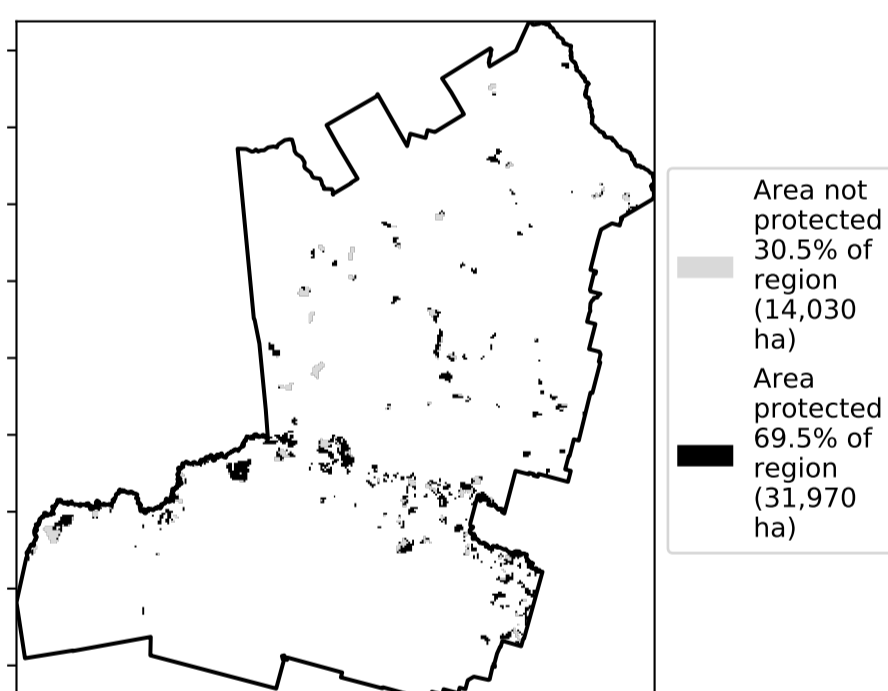 Area not
protected
30.5% of
region
(14,030
ha)
Area
protected
69.5% of
region
(31,970
ha)